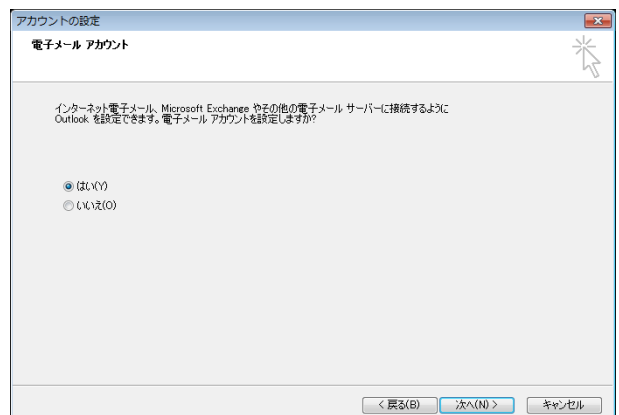 アカウントの設定
電子メール アカウント
インターネット電子メール、Microsoft Exchange やその他の電子メール サーバーに接続するように
Outlook を設定できます。電子メール アカウントを設定しますか?
はい(Y)
いいえ(O)
< 戻る(B)
次へ(N) >
キャンセル